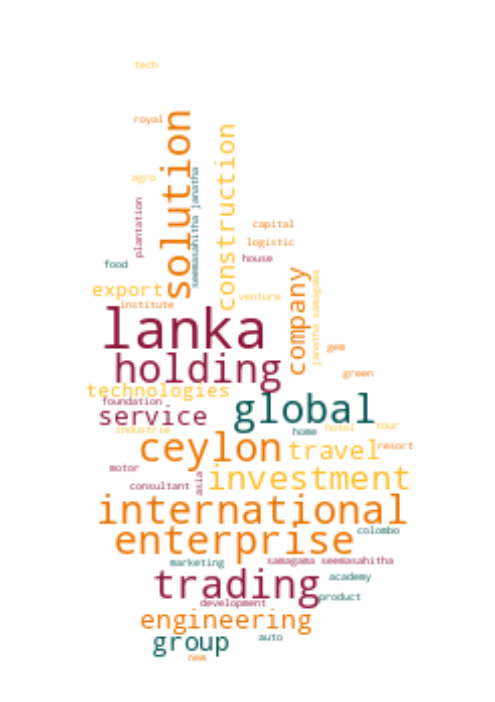 tech
royal
solution
construction
seemasahitha janatha
agro
plantation
capital
logistic
house
food
export
institute
venture
company
janatha samagama
lanka
gem
holding
green
technologies
foundation
global
service
industrie
home
hotel
tour
ceylon
travel
resort
motor
consultant
asia
investment
international
colombo
enterprise
marketing
samagama seemasahitha
trading
academy
product
development
engineering
group
auto
new